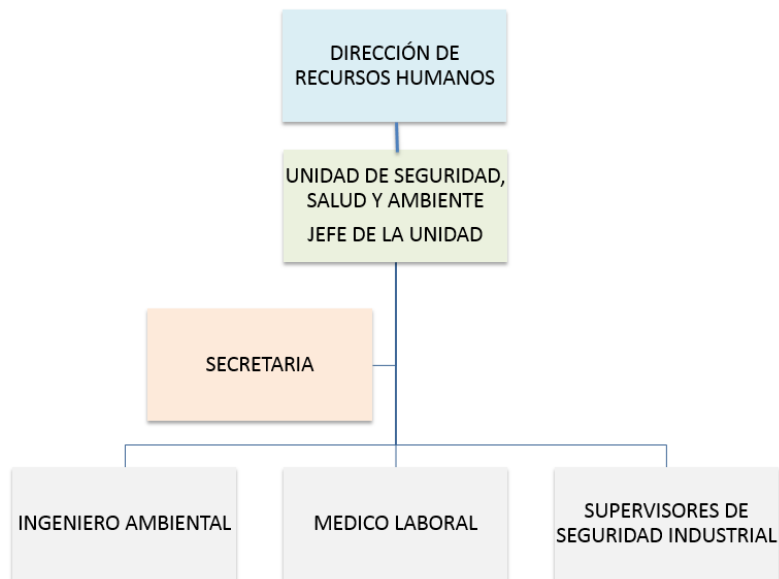 DIRECCIÓN DE
RECURSOS HUMANOS
UNIDAD DE SEGURIDAD,
SALUD Y AMBIENTE
JEFE DE LA UNIDAD
SECRETARIA
INGENIERO AMBIENTAL
MEDICO LABORAL
SUPERVISORES DE
SEGURIDAD INDUSTRIAL